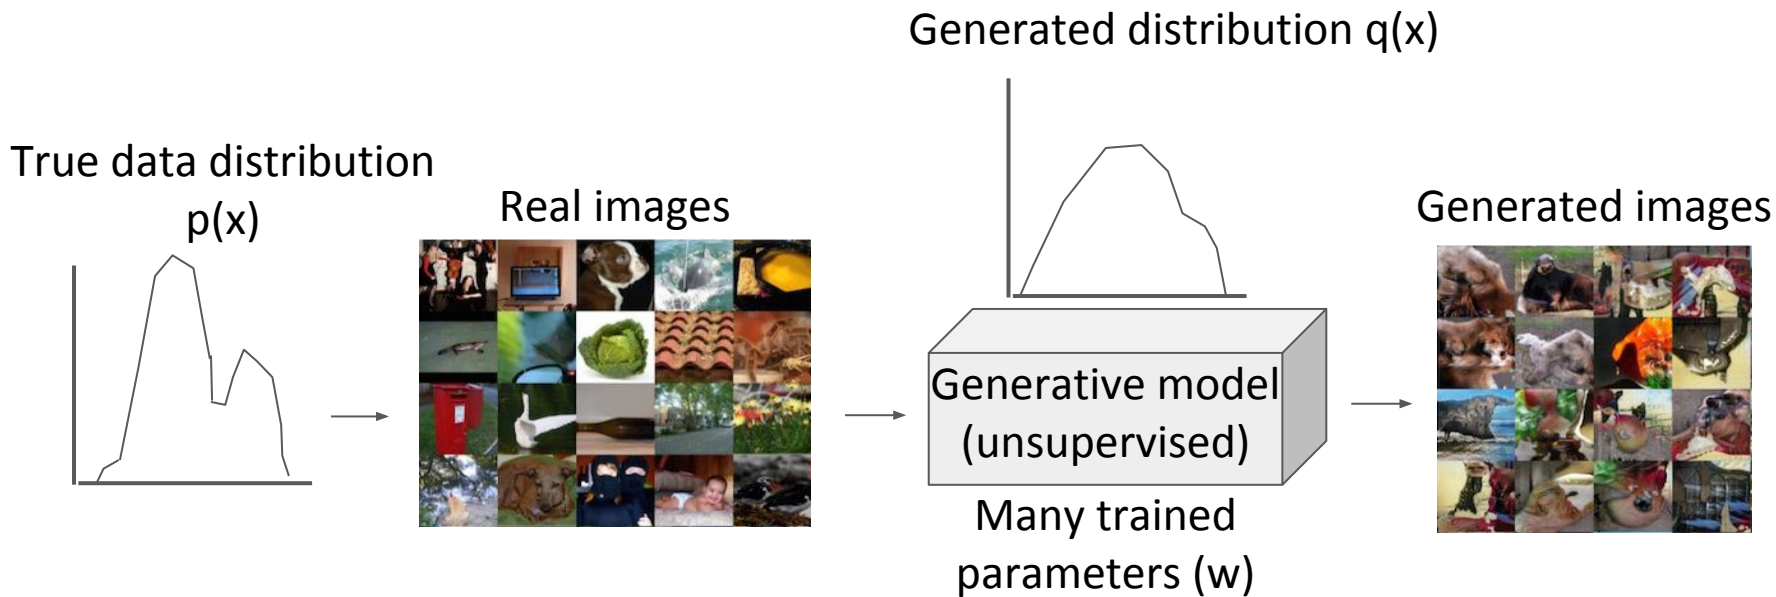 Generated distribution q(x)
True data distribution
p(x)
Real images
Generated images
Generative model
(unsupervised)
Many trained
parameters (w)